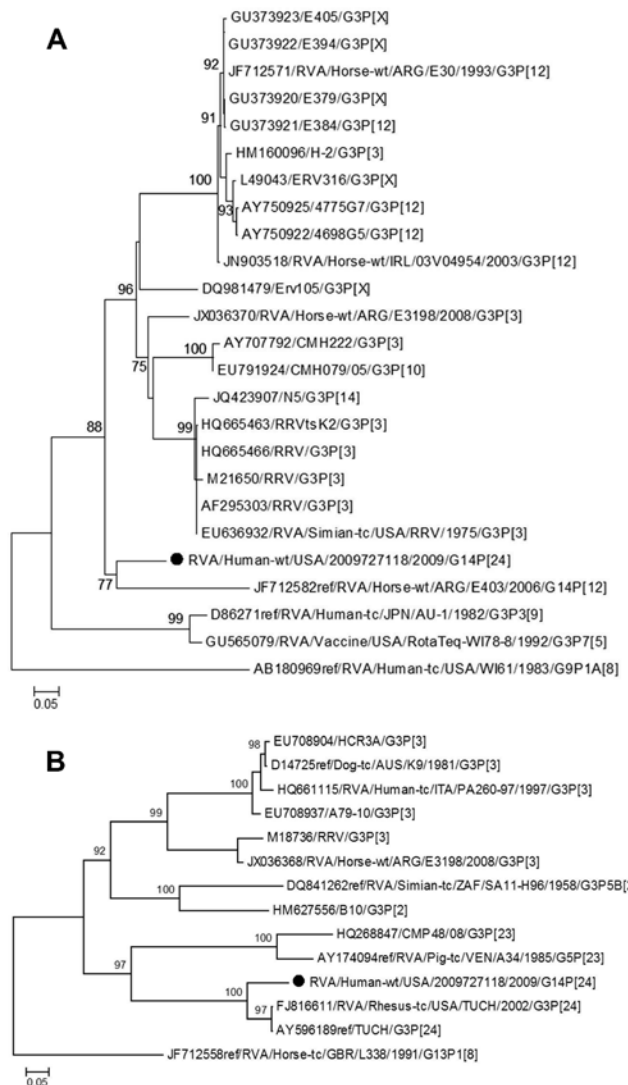 A
GU373923/E405/G3P[X]
92
GU373922/E394/G3P[X]
JF712571/RVA/Horse-wt/ARG/E30/1993/G3P[12]
GU373920/E379/G3P[X]
91
GU373921/E384/G3P[12]
HM160096/H-2/G3P[3]
100
L49043/ERV316/G3P[X]
93
AY750925/4775G7/G3P[12]
AY750922/4698G5/G3P[12]
JN903518/RVA/Horse-wt/IRL/03V04954/2003/G3P[12]
96
DQ981479/Erv105/G3P[X]
JX036370/RVA/Horse-wt/ARG/E3198/2008/G3P[3]
100
AY707792/CMH222/G3P[3]
75
EU791924/CMH079/05/G3P[10]
JQ423907/N5/G3P[14]
88
99
HQ665463/RRVtsK2/G3P[3]
HQ665466/RRV/G3P[3]
M21650/RRV/G3P[3]
AF295303/RRV/G3P[3]
EU636932/RVA/Simian-tc/USA/RRV/1975/G3P[3]
RVA/Human-wt/USA/2009727118/2009/G14P[24]
77
JF712582ref/RVA/Horse-wt/ARG/E403/2006/G14P[12]
99
D86271ref/RVA/Human-tc/JPN/AU-1/1982/G3P3[9]
GU565079/RVA/Vaccine/USA/RotaTeq-WI78-8/1992/G3P7[5]
AB180969ref/RVA/Human-tc/USA/WI61/1983/G9P1A[8]
0.05
B
98
EU708904/HCR3A/G3P[3]
D14725ref/Dog-tc/AUS/K9/1981/G3P[3]
100
HQ661115/RVA/Human-tc/ITA/PA260-97/1997/G3P[3]
99
EU708937/A79-10/G3P[3]
M18736/RRV/G3P[3]
92
JX036368/RVA/Horse-wt/ARG/E3198/2008/G3P[3]
100
DQ841262ref/RVA/Simian-tc/ZAF/SA11-H96/1958/G3P5B[
HM627556/B10/G3P[2]
100
HQ268847/CMP48/08/G3P[23]
97
AY174094ref/RVA/Pig-tc/VEN/A34/1985/G5P[23]
100
RVA/Human-wt/USA/2009727118/2009/G14P[24]
97
FJ816611/RVA/Rhesus-tc/USA/TUCH/2002/G3P[24]
AY596189ref/TUCH/G3P[24]
JF712558ref/RVA/Horse-tc/GBR/L338/1991/G13P1[8]
0.05